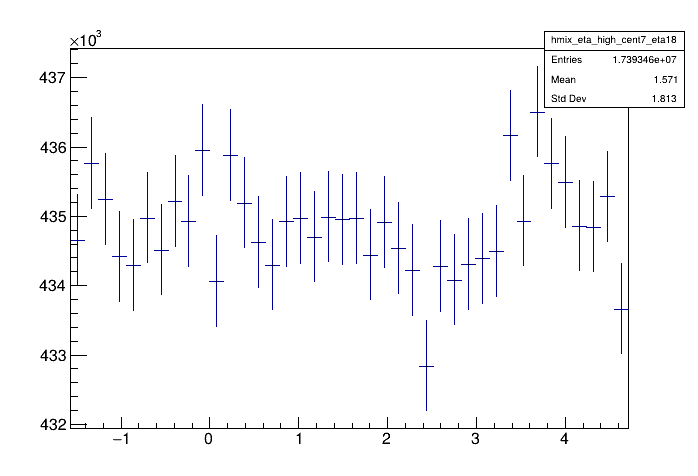 ×10³
hmix_eta_high_cent7_eta18
Entries 1.739346e+07
Mean 1.571
Std Dev 1.813
437
436
435
434
433
432
−1 0 1 2 3 4